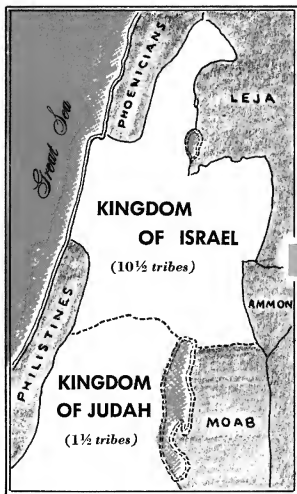 PHOENICIANS
LEJA
Great Sea
KINGDOM
OF ISRAEL
(10½ tribes)
AMMON
PHILISTINES
KINGDOM
OF JUDAH
(1½ tribes)
MOAB